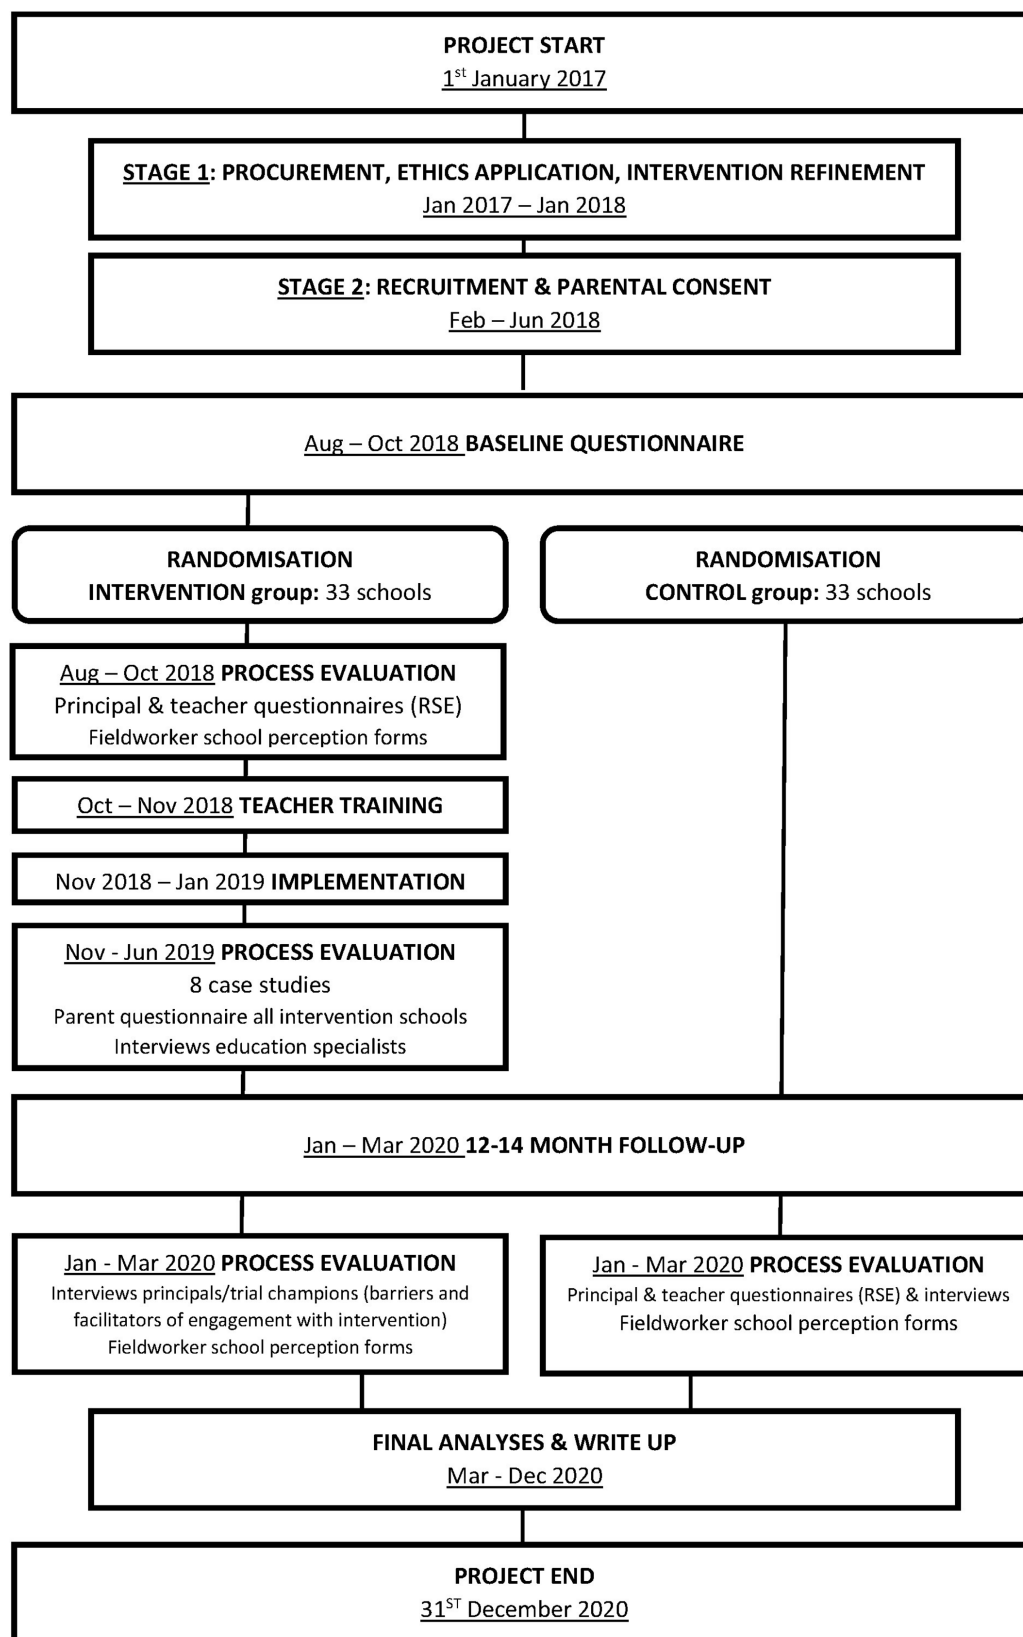 PROJECT START
1st January 2017
STAGE 1: PROCUREMENT, ETHICS APPLICATION, INTERVENTION REFINEMENT
Jan 2017 – Jan 2018
STAGE 2: RECRUITMENT & PARENTAL CONSENT
Feb – Jun 2018
Aug – Oct 2018 BASELINE QUESTIONNAIRE
RANDOMISATION
INTERVENTION group: 33 schools
RANDOMISATION
CONTROL group: 33 schools
Aug – Oct 2018 PROCESS EVALUATION
Principal & teacher questionnaires (RSE)
Fieldworker school perception forms
Oct – Nov 2018 TEACHER TRAINING
Nov 2018 – Jan 2019 IMPLEMENTATION
Nov - Jun 2019 PROCESS EVALUATION
8 case studies
Parent questionnaire all intervention schools
Interviews education specialists
Jan – Mar 2020 12-14 MONTH FOLLOW-UP
Jan - Mar 2020 PROCESS EVALUATION
Interviews principals/trial champions (barriers and
facilitators of engagement with intervention)
Fieldworker school perception forms
Jan - Mar 2020 PROCESS EVALUATION
Principal & teacher questionnaires (RSE) & interviews
Fieldworker school perception forms
FINAL ANALYSES & WRITE UP
Mar - Dec 2020
PROJECT END
31ST December 2020